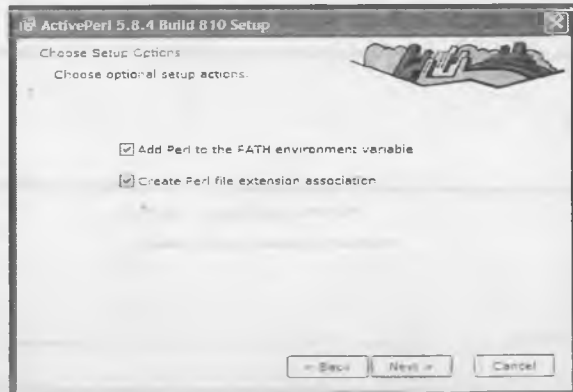 ActivePerl 5.8.4 Build 810 Setup
Choose Setup Options
Choose optional setup actions.
Add Perl to the PATH environment variable
Create Perl file extension association
< Back
Next >
Cancel